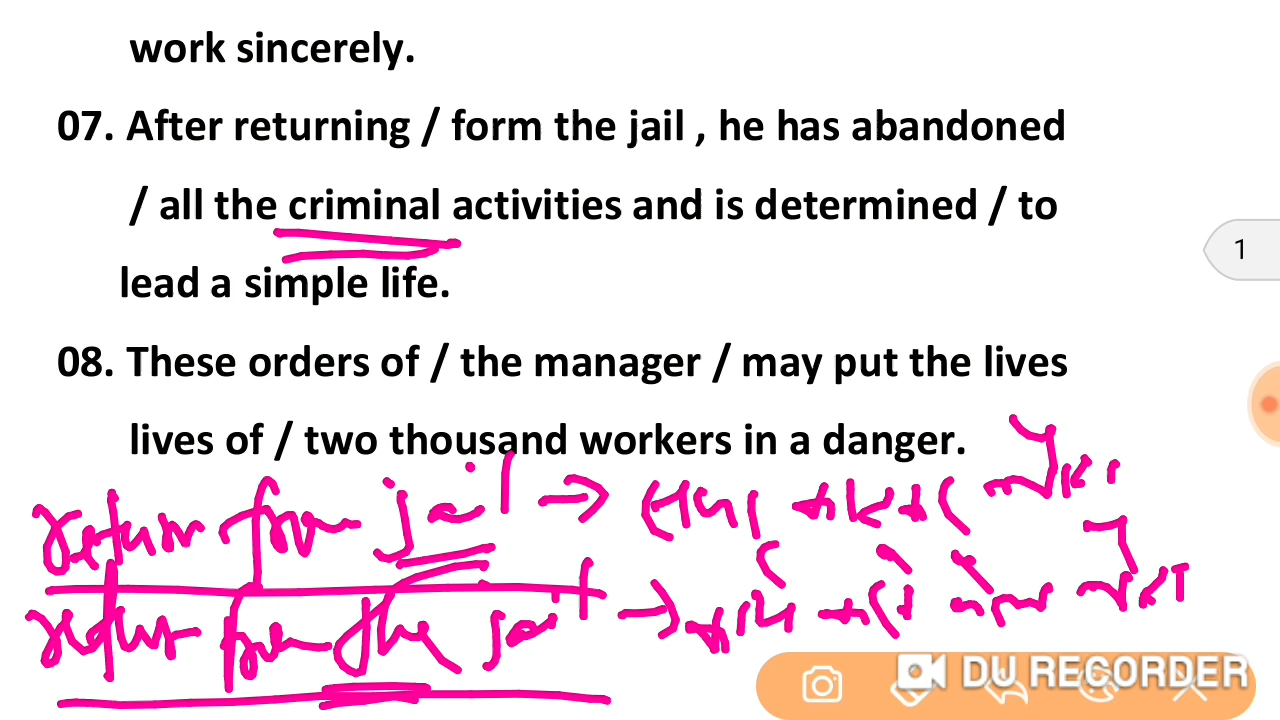 work sincerely.
07. After returning / form the jail , he has abandoned
/ all the criminal activities and is determined / to
lead a simple life.
1
08. These orders of / the manager / may put the lives
lives of / two thousand workers in a danger.
return from jail →
return from the jail →
DU RECORDER